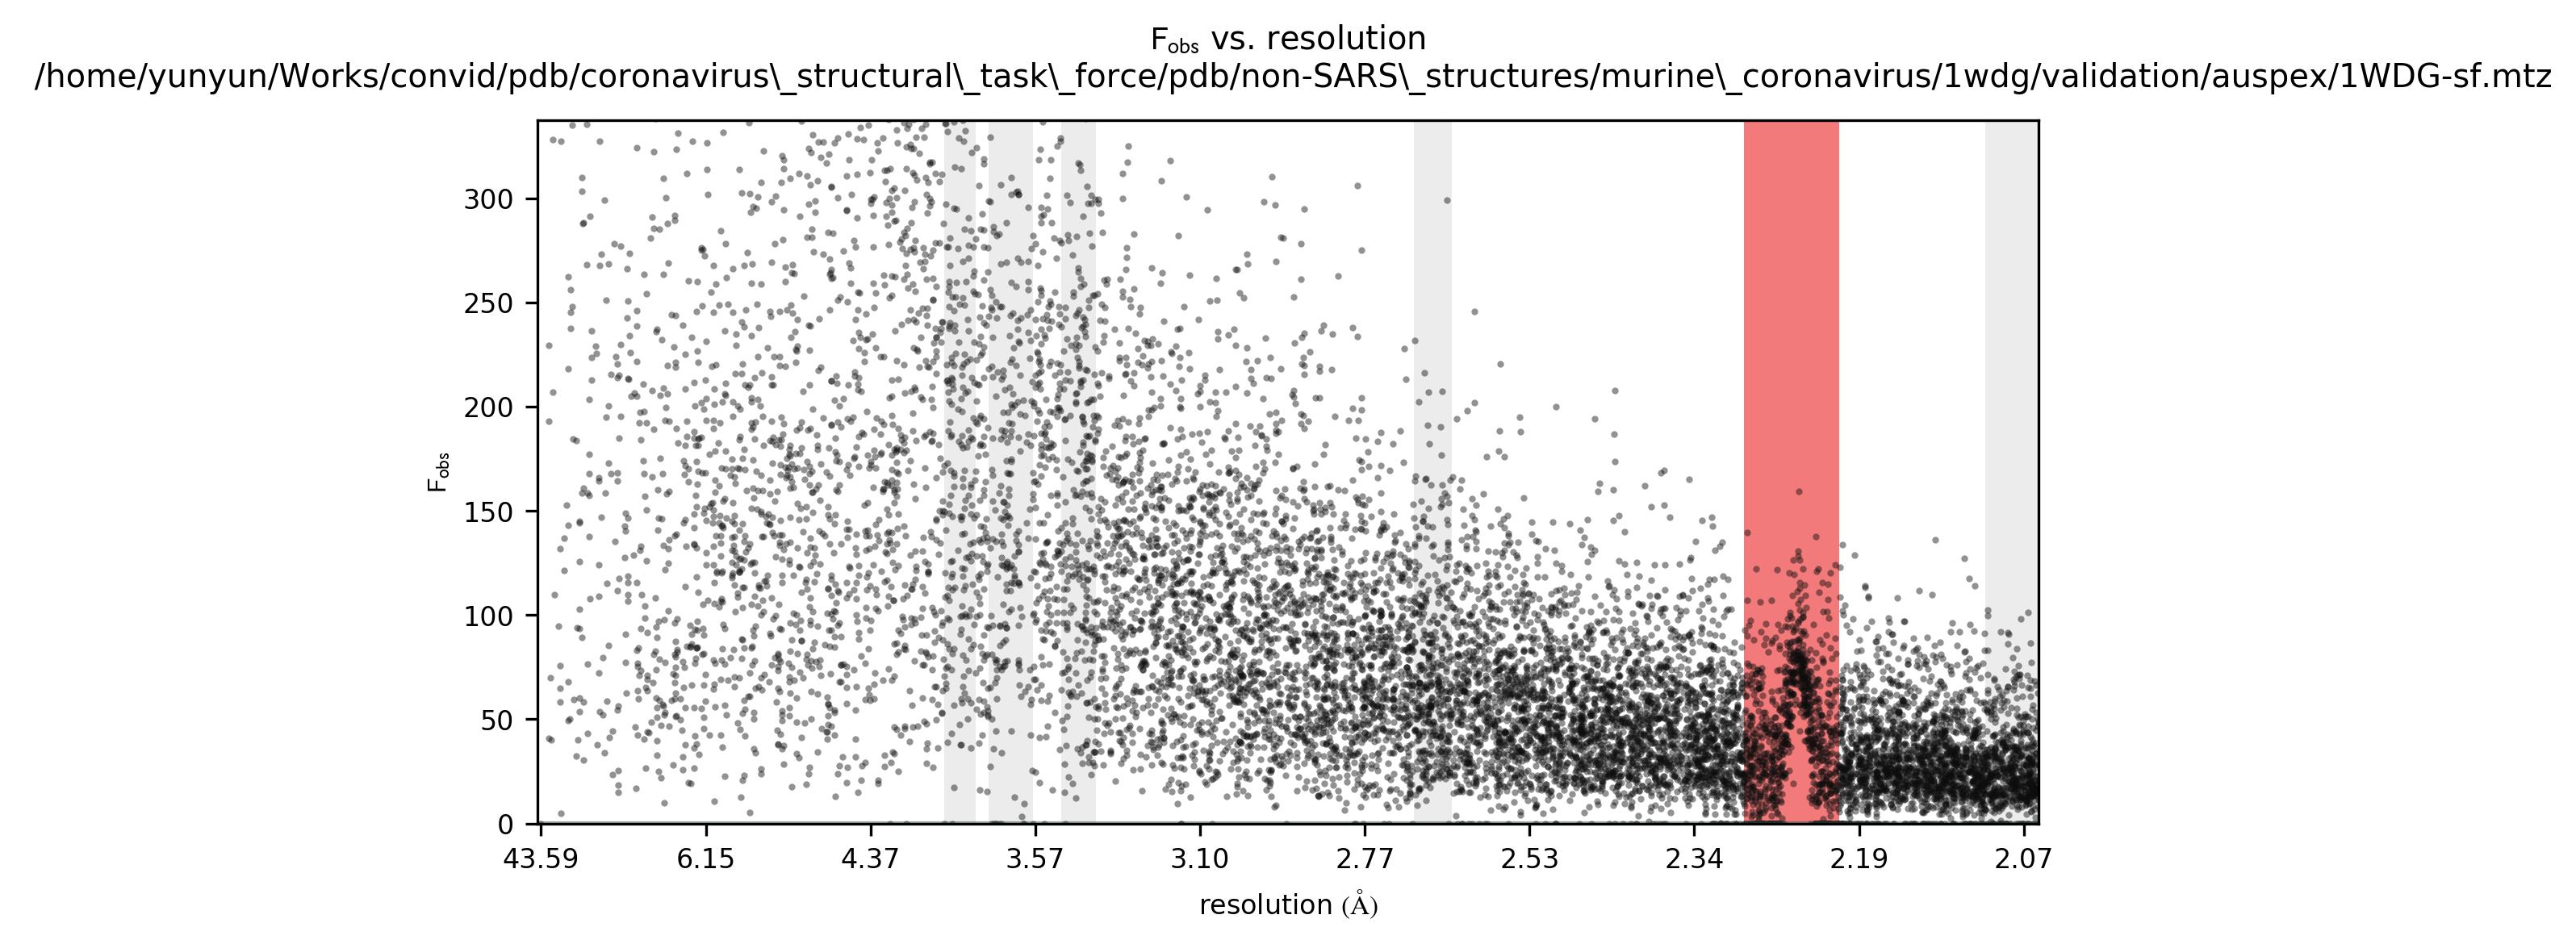 F_obs vs. resolution
/home/yunyun/Works/convid/pdb/coronavirus\_structural\_task\_force/pdb/non-SARS\_structures/murine\_coronavirus/1wdg/validation/auspex/1WDG-sf.mtz
300
250
200
150
100
50
0
F_obs
43.59 6.15 4.37 3.57 3.10 2.77 2.53 2.34 2.19 2.07
resolution (Å)